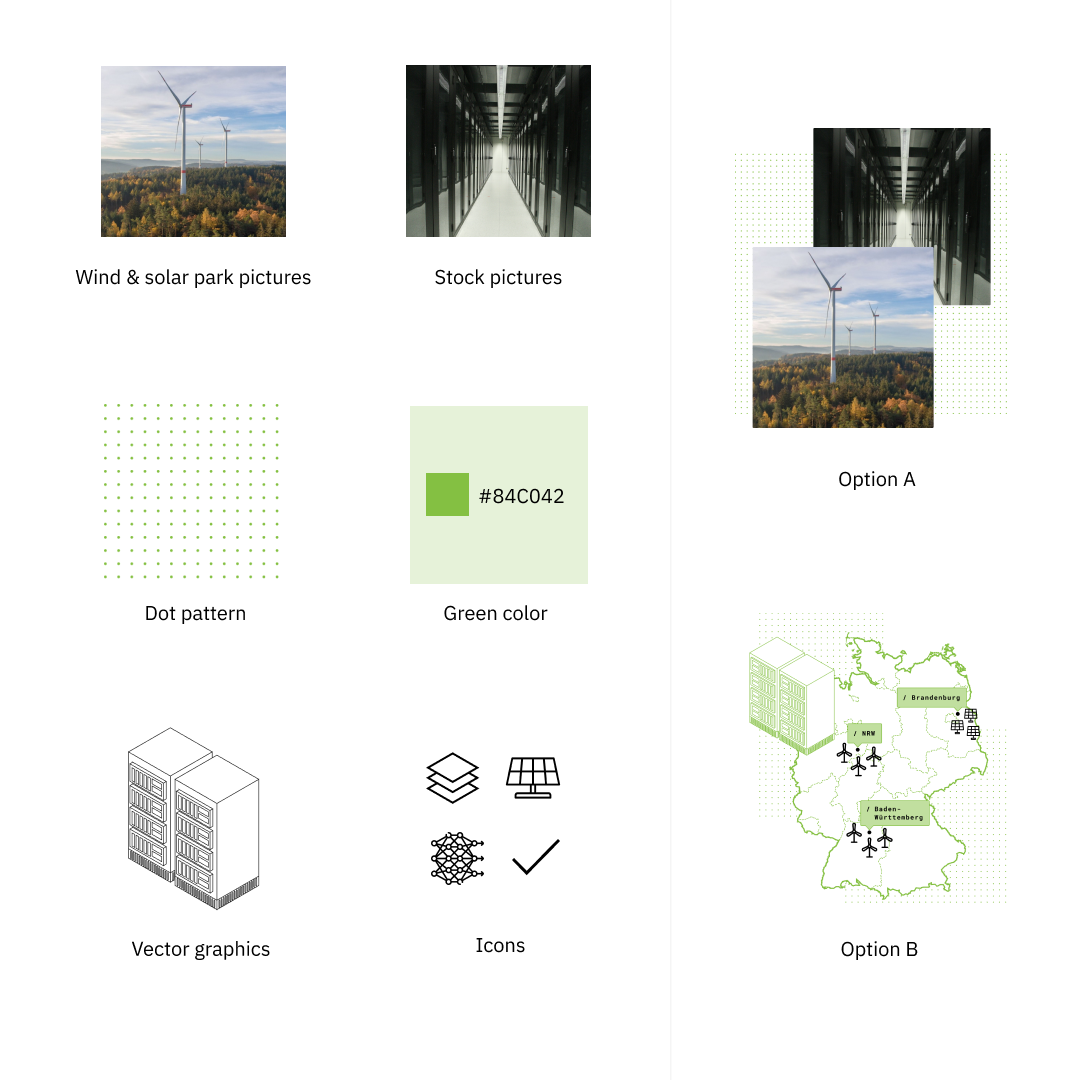 Wind & solar park pictures
Stock pictures
Dot pattern
#84C042
Green color
Vector graphics
Icons
Option A
/ Brandenburg
/ NRW
/ Baden-
Württemberg
Option B